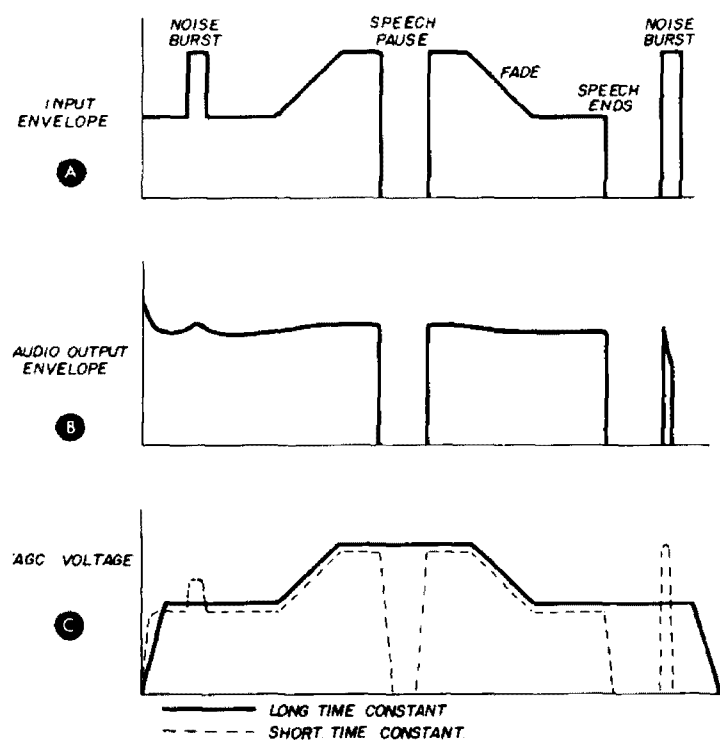 NOISE
BURST
SPEECH
PAUSE
NOISE
BURST
FADE
SPEECH
ENDS
INPUT
ENVELOPE
A
AUDIO OUTPUT
ENVELOPE
B
AGC VOLTAGE
C
LONG TIME CONSTANT
SHORT TIME CONSTANT